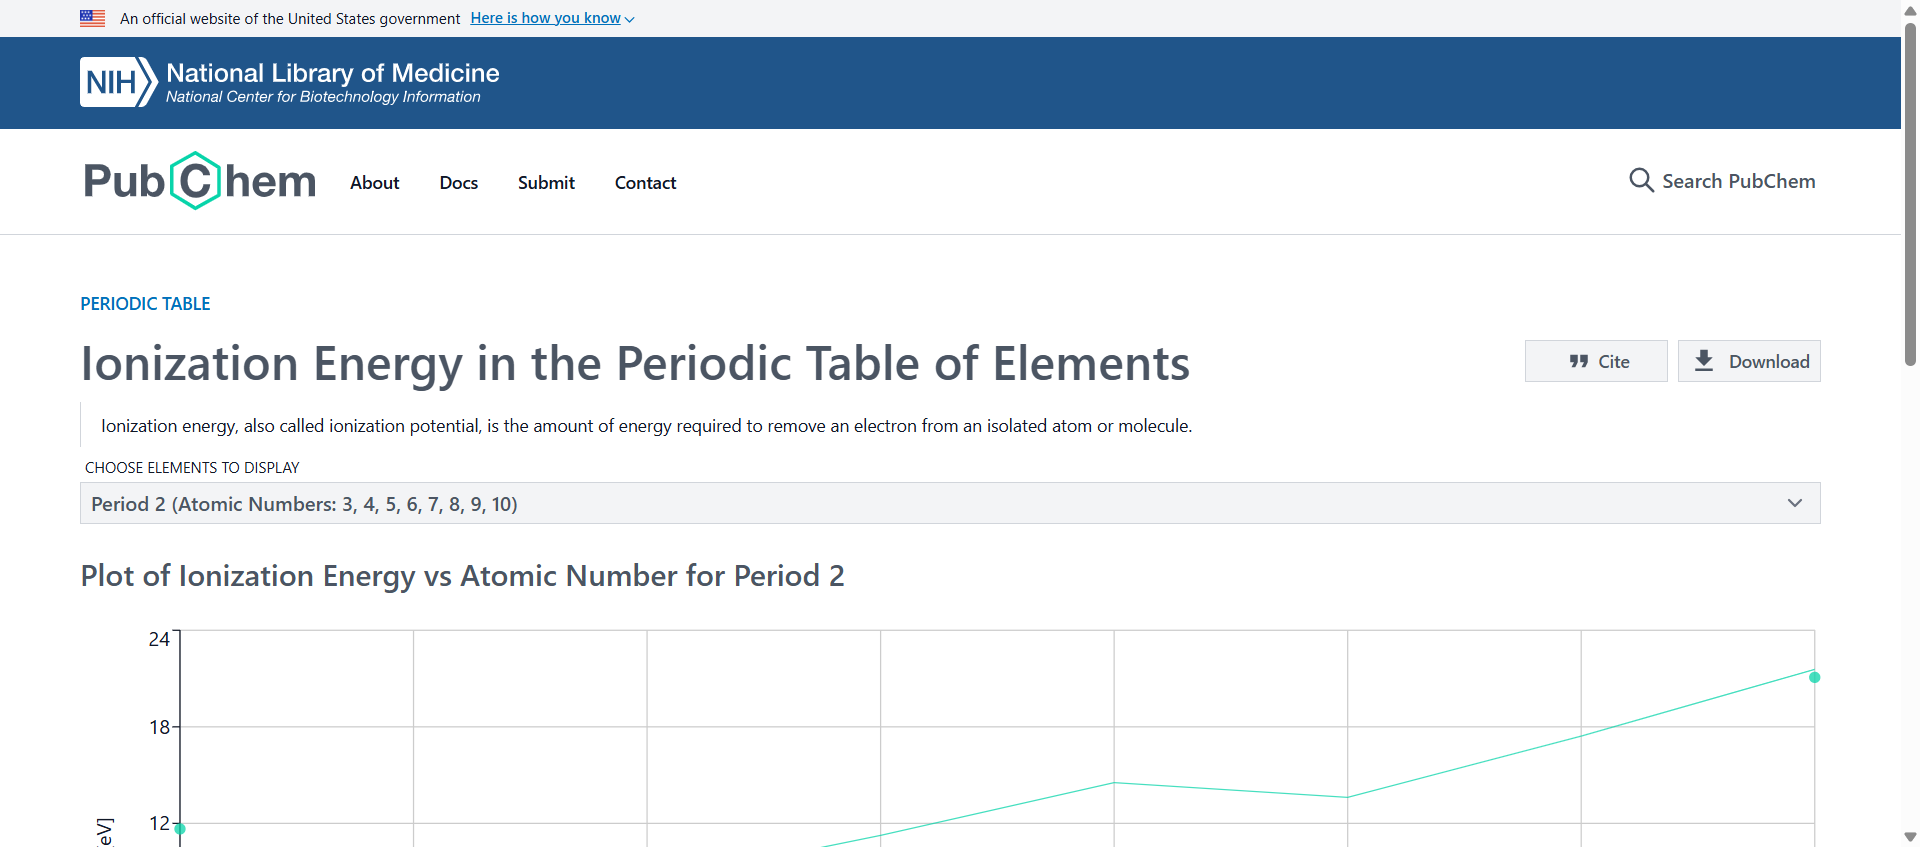 An official website of the United States government Here is how you know
NIH National Library of Medicine
National Center for Biotechnology Information
PubChem About Docs Submit Contact Search PubChem
PERIODIC TABLE
Ionization Energy in the Periodic Table of Elements
Cite Download
Ionization energy, also called ionization potential, is the amount of energy required to remove an electron from an isolated atom or molecule.
CHOOSE ELEMENTS TO DISPLAY
Period 2 (Atomic Numbers: 3, 4, 5, 6, 7, 8, 9, 10)
Plot of Ionization Energy vs Atomic Number for Period 2
24
18
12
eV]